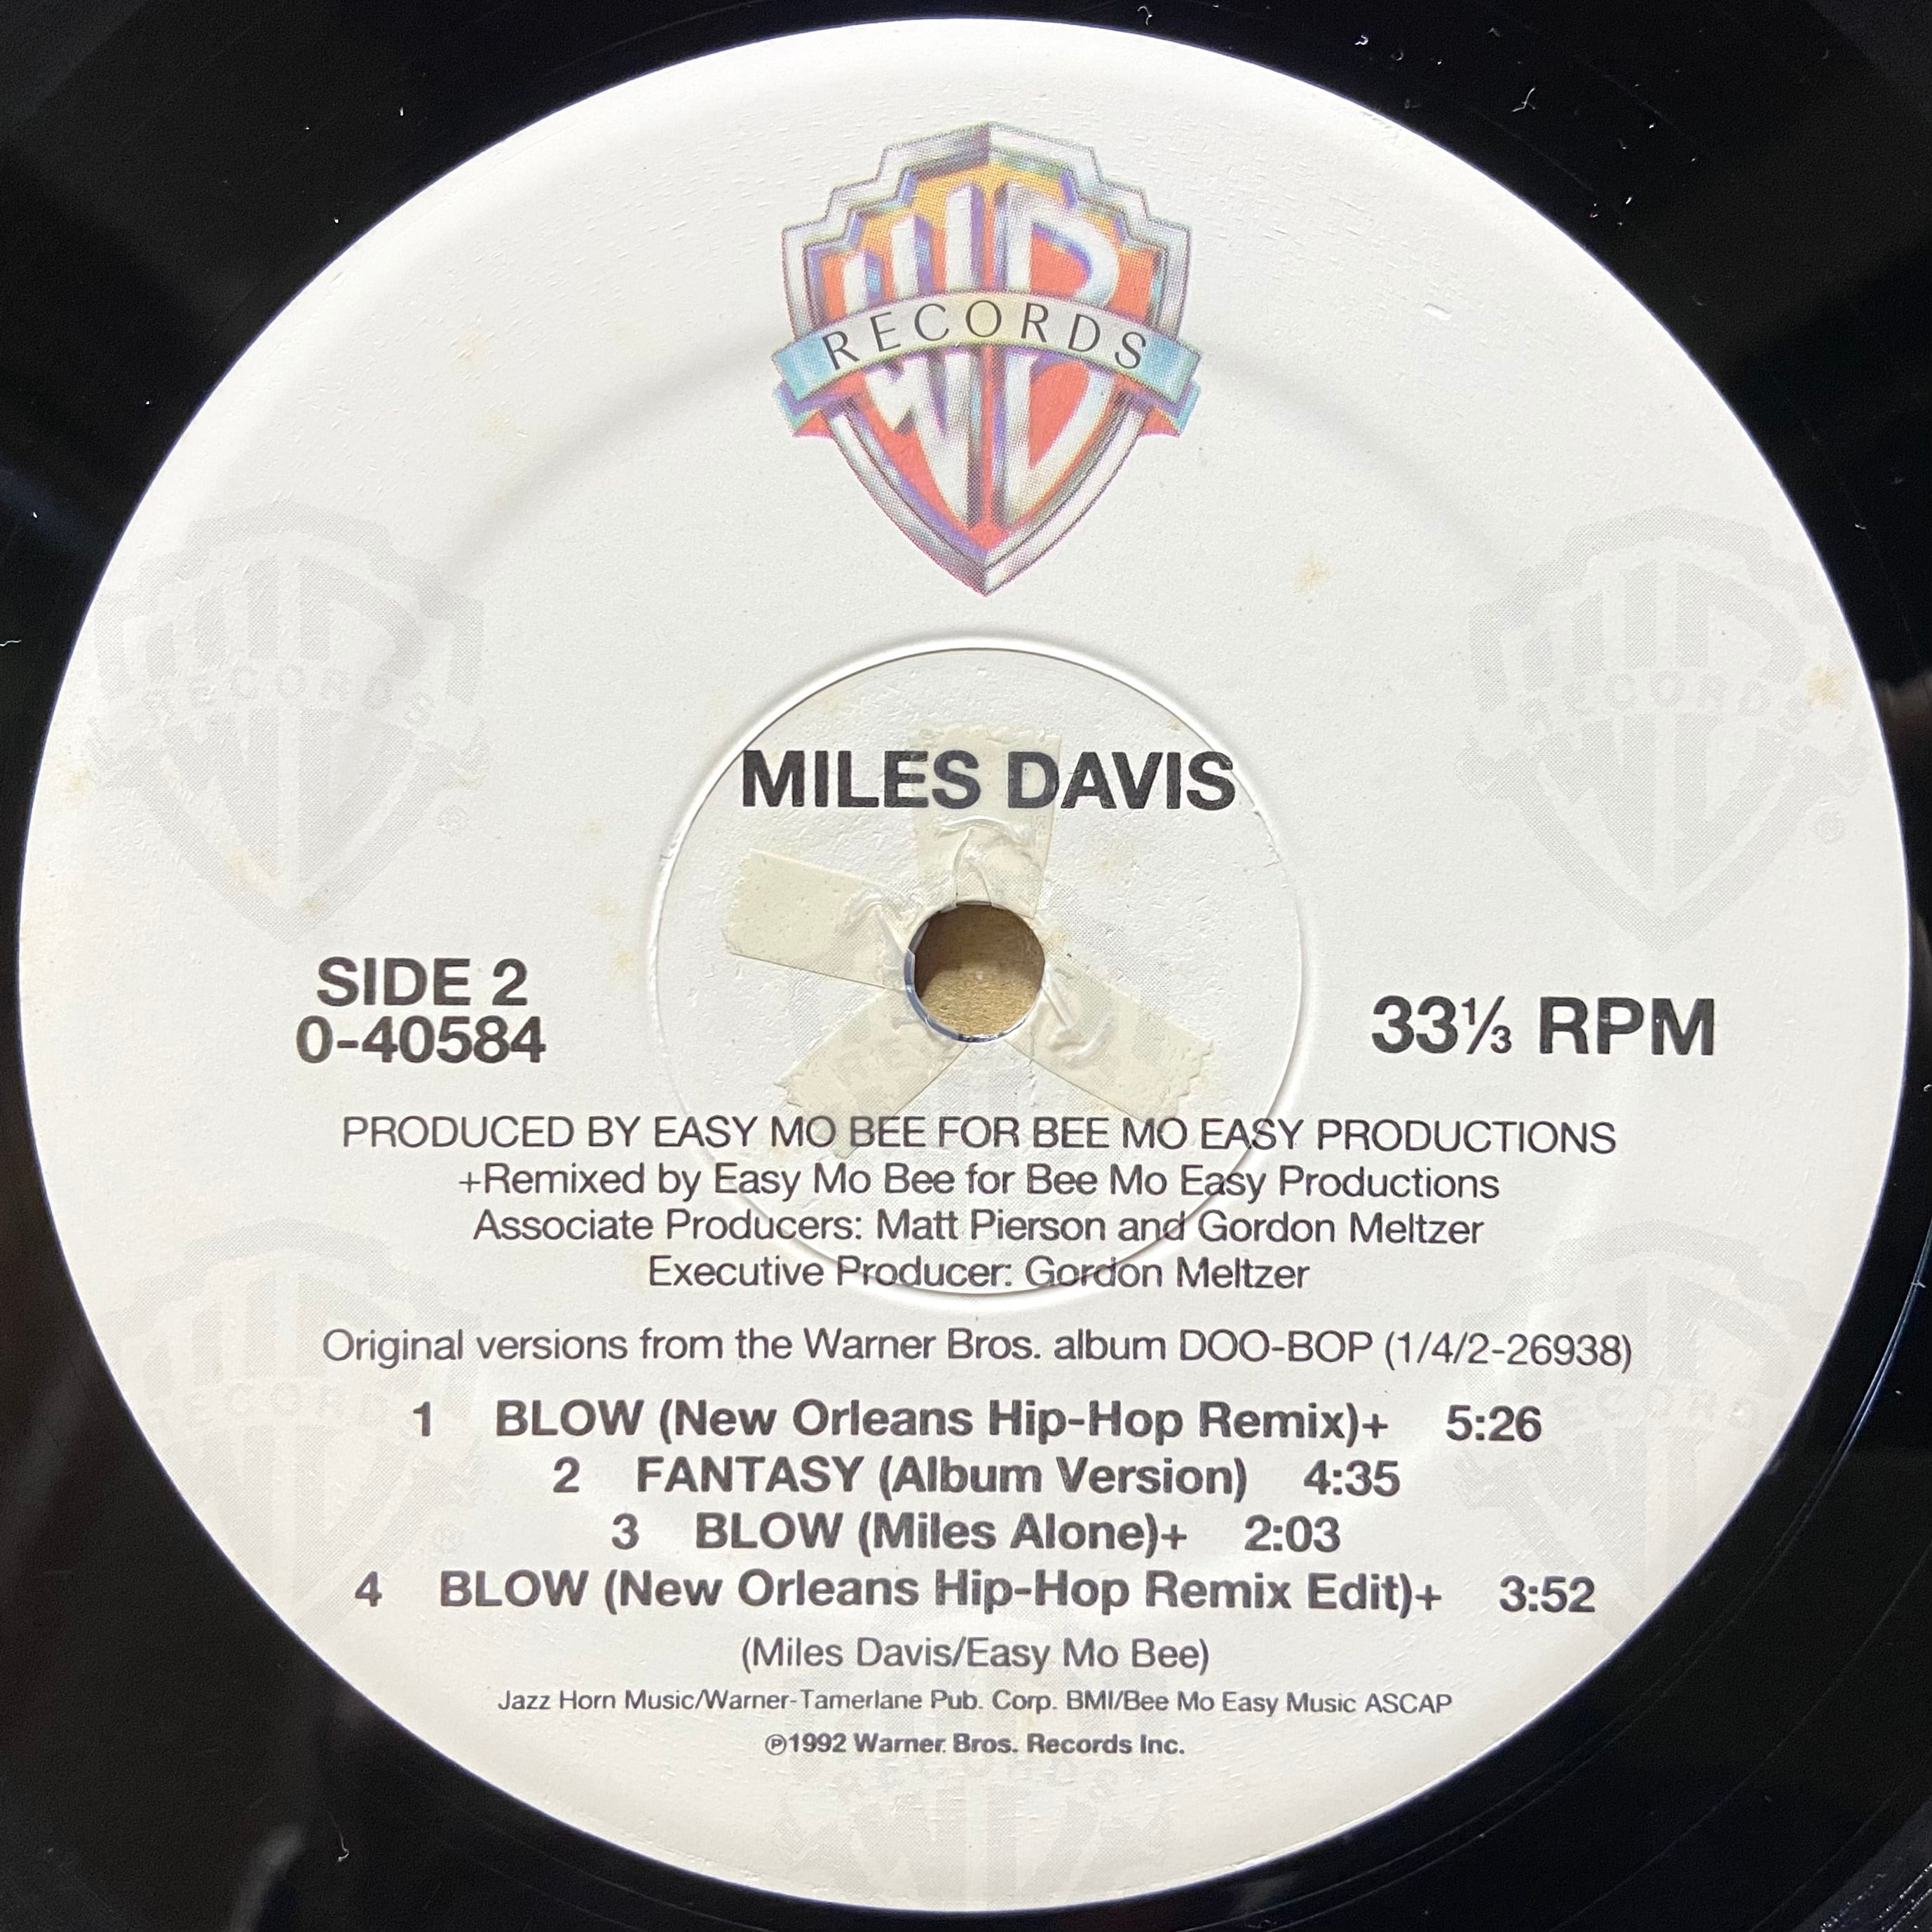 WB
RECORDS
MILES DAVIS
SIDE 2
0-40584
33⅓ RPM
PRODUCED BY EASY MO BEE FOR BEE MO EASY PRODUCTIONS
+Remixed by Easy Mo Bee for Bee Mo Easy Productions
Associate Producers: Matt Pierson and Gordon Meltzer
Executive Producer: Gordon Meltzer
Original versions from the Warner Bros. album DOO-BOP (1/4/2-26938)
1 BLOW (New Orleans Hip-Hop Remix)+ 5:26
2 FANTASY (Album Version) 4:35
3 BLOW (Miles Alone)+ 2:03
4 BLOW (New Orleans Hip-Hop Remix Edit)+ 3:52
(Miles Davis/Easy Mo Bee)
Jazz Horn Music/Warner-Tamerlane Pub. Corp. BMI/Bee Mo Easy Music ASCAP
℗1992 Warner Bros. Records Inc.